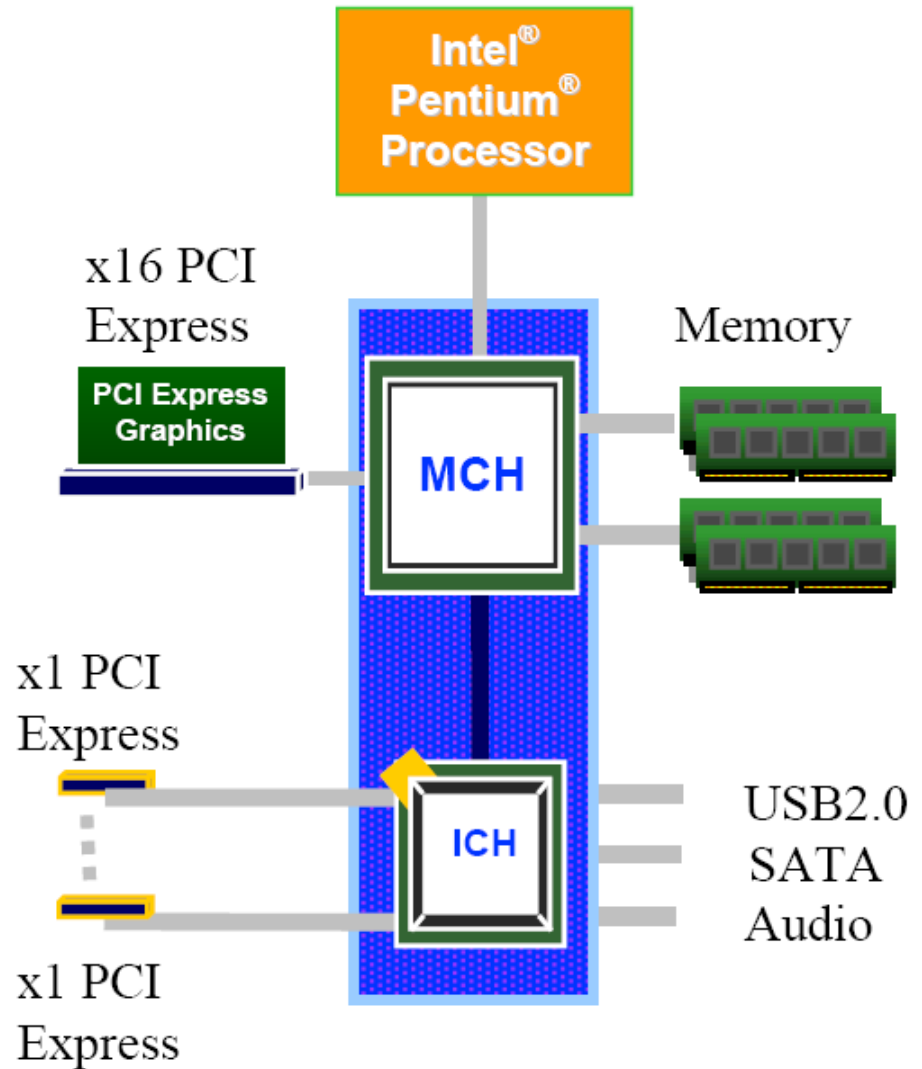 Intel®
Pentium®
Processor
x16 PCI
Express
Memory
PCI Express
Graphics
MCH
x1 PCI
Express
USB2.0
ICH
SATA
Audio
x1 PCI
Express